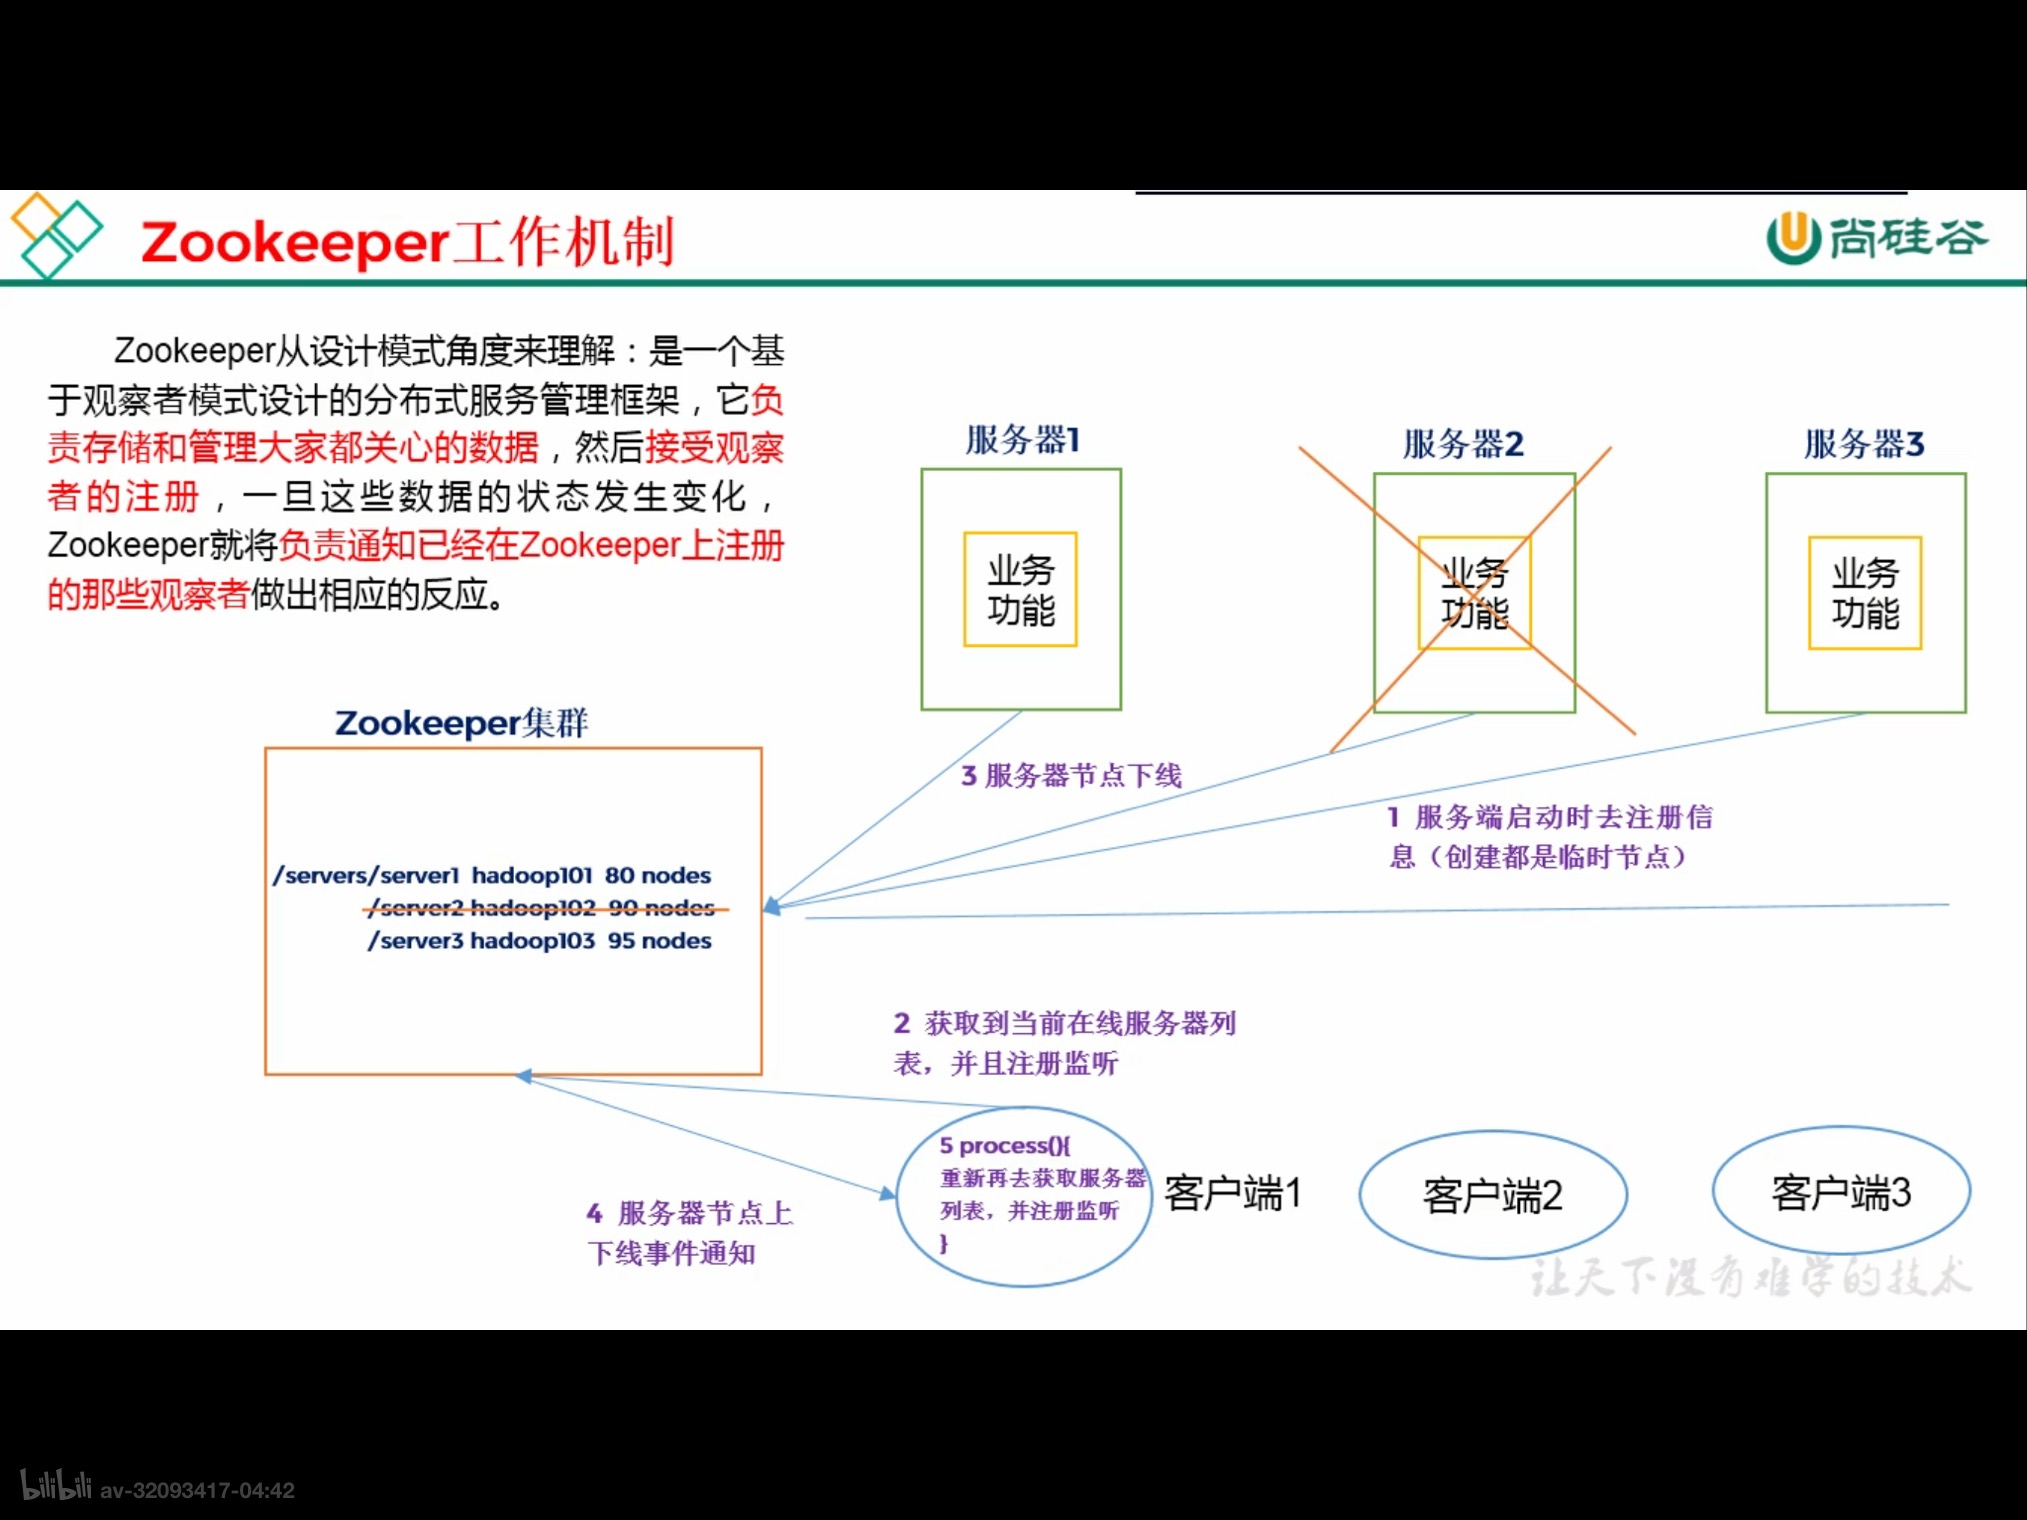 Zookeeper工作机制
尚硅谷
Zookeeper从设计模式角度来理解：是一个基
于观察者模式设计的分布式服务管理框架，它负
责存储和管理大家都关心的数据，然后接受观察
者的注册，一旦这些数据的状态发生变化，
Zookeeper就将负责通知已经在Zookeeper上注册
的那些观察者做出相应的反应。
服务器1
服务器2
服务器3
业务
功能
业务
功能
业务
功能
Zookeeper集群
3 服务器节点下线
1 服务端启动时去注册信
息（创建都是临时节点）
/servers/server1 hadoop101 80 nodes
/server2 hadoop102 90 nodes
/server3 hadoop103 95 nodes
2 获取到当前在线服务器列
表，并且注册监听
5 process(){
重新再去获取服务器
列表，并注册监听
}
客户端1
客户端2
客户端3
4 服务器节点上
下线事件通知
让天下没有难学的技术
bilibili av-32093417-04:42